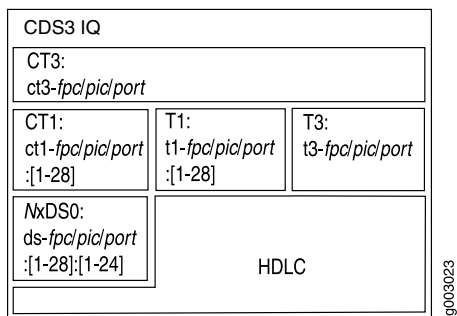 CDS3 IQ
CT3:
ct3-fpc/pic/port
CT1:
ct1-fpc/pic/port
:[1-28]
T1:
t1-fpc/pic/port
:[1-28]
T3:
t3-fpc/pic/port
NxDS0:
ds-fpc/pic/port
:[1-28]:[1-24]
HDLC
g003023